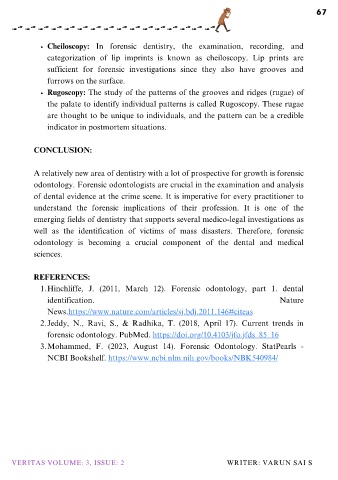 67
• Cheiloscopy: In forensic dentistry, the examination, recording, and
categorization of lip imprints is known as cheiloscopy. Lip prints are
sufficient for forensic investigations since they also have grooves and
furrows on the surface.
• Rugoscopy: The study of the patterns of the grooves and ridges (rugae) of
the palate to identify individual patterns is called Rugoscopy. These rugae
are thought to be unique to individuals, and the pattern can be a credible
indicator in postmortem situations.
CONCLUSION:
A relatively new area of dentistry with a lot of prospective for growth is forensic
odontology. Forensic odontologists are crucial in the examination and analysis
of dental evidence at the crime scene. It is imperative for every practitioner to
understand the forensic implications of their profession. It is one of the
emerging fields of dentistry that supports several medico-legal investigations as
well as the identification of victims of mass disasters. Therefore, forensic
odontology is becoming a crucial component of the dental and medical
sciences.
REFERENCES:
1. Hinchliffe, J. (2011, March 12). Forensic odontology, part 1. dental
identification. Nature
News.https://www.nature.com/articles/sj.bdj.2011.146#citeas
2. Jeddy, N., Ravi, S., & Radhika, T. (2018, April 17). Current trends in
forensic odontology. PubMed. https://doi.org/10.4103/jfo.jfds_85_16
3. Mohammed, F. (2023, August 14). Forensic Odontology. StatPearls -
NCBI Bookshelf. https://www.ncbi.nlm.nih.gov/books/NBK540984/
VERITAS VOLUME: 3, ISSUE: 2 WRITER: VARUN SAI S